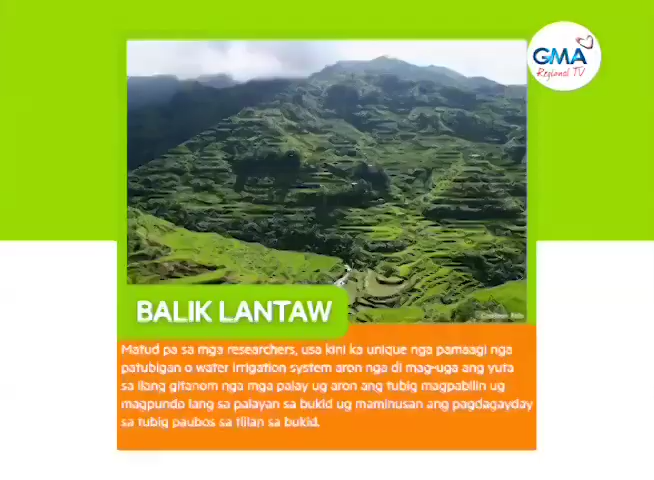 GMA
Regional TV
BALIK LANTAW
Matud pa sa mga researchers, usa kini ka unique nga pamaagi nga
patubigan o water irrigation system aron nga di mag-uga ang yuta
sa ilang gitanom nga mga palay ug aron ang tubig magpabilin ug
magpundo lang sa palayan sa bukid ug maminusan ang pagdagayday
sa tubig paubos sa tiilan sa bukid.